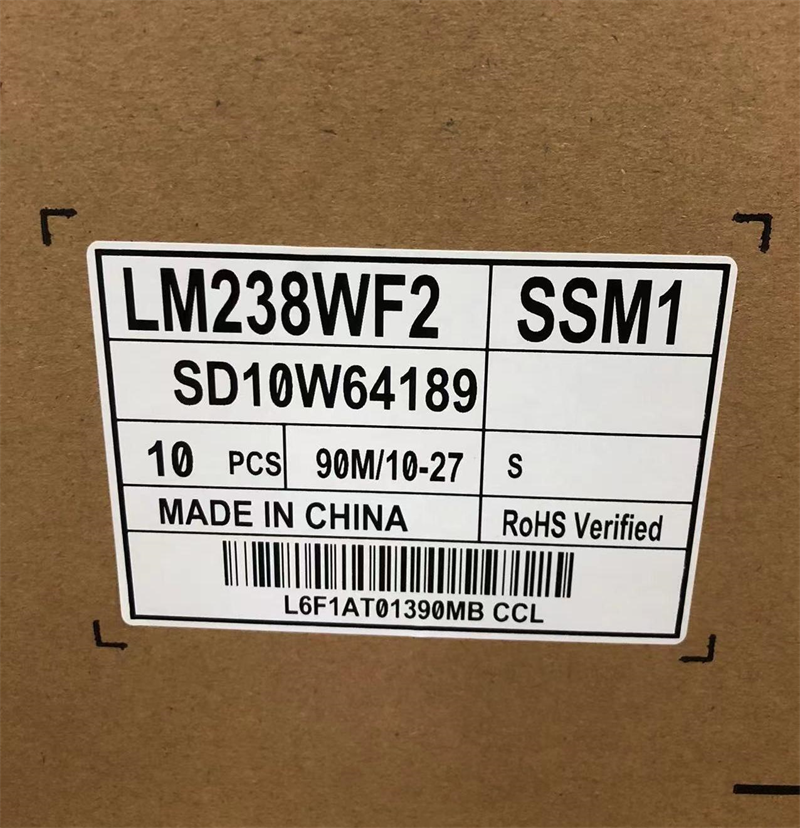 LM238WF2 SSM1
SD10W64189
10 PCS 90M/10-27 S
MADE IN CHINA RoHS Verified
L6F1AT01390MB CCL